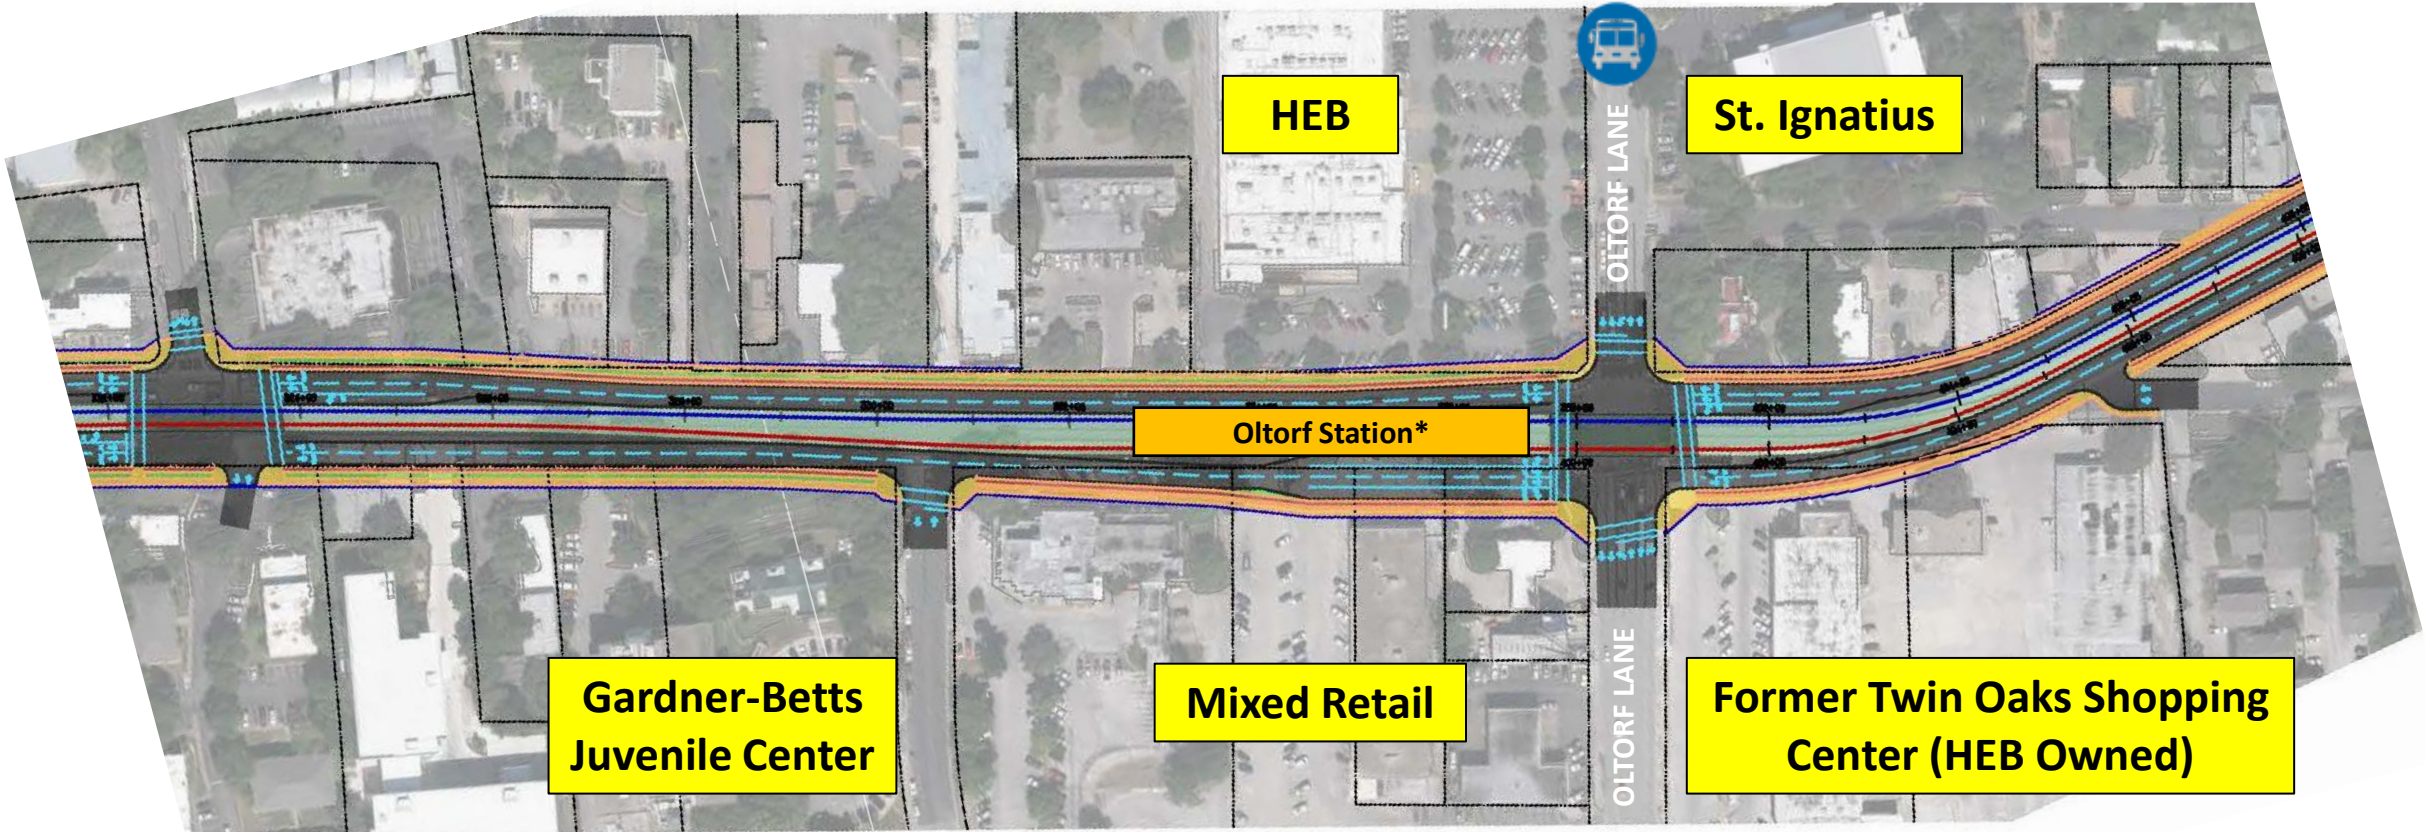 HEB
St. Ignatius
OLTORF LANE
Oltorf Station*
Gardner-Betts
Juvenile Center
Mixed Retail
OLTORF LANE
Former Twin Oaks Shopping
Center (HEB Owned)